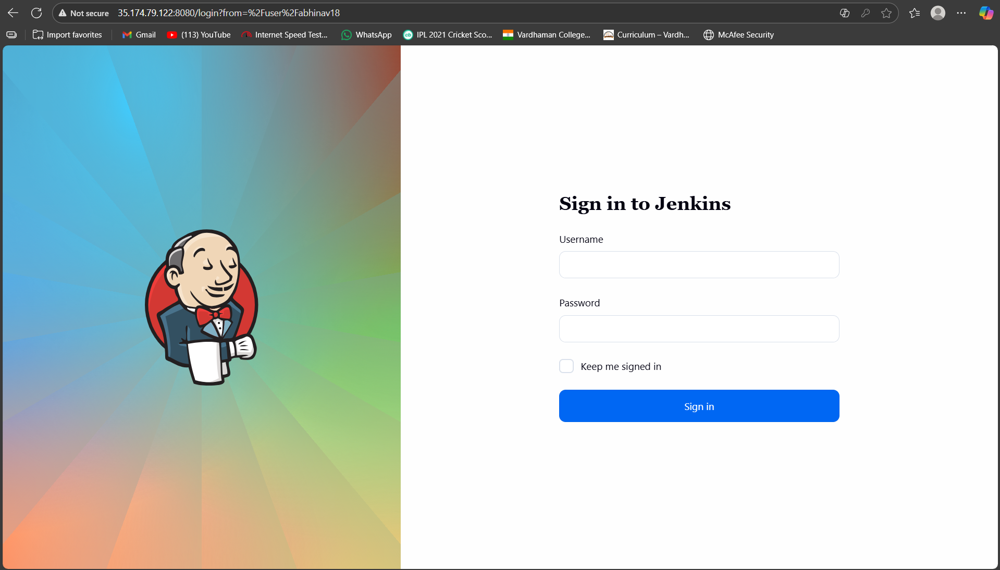 Not secure 35.174.79.122:8080/login?from=%2Fuser%2Fabhinav18
Import favorites Gmail (113) YouTube Internet Speed Test... WhatsApp cb IPL 2021 Cricket Sco... Vardhaman College... Curriculum – Vardh... McAfee Security
Sign in to Jenkins
Username
Password
Keep me signed in
Sign in